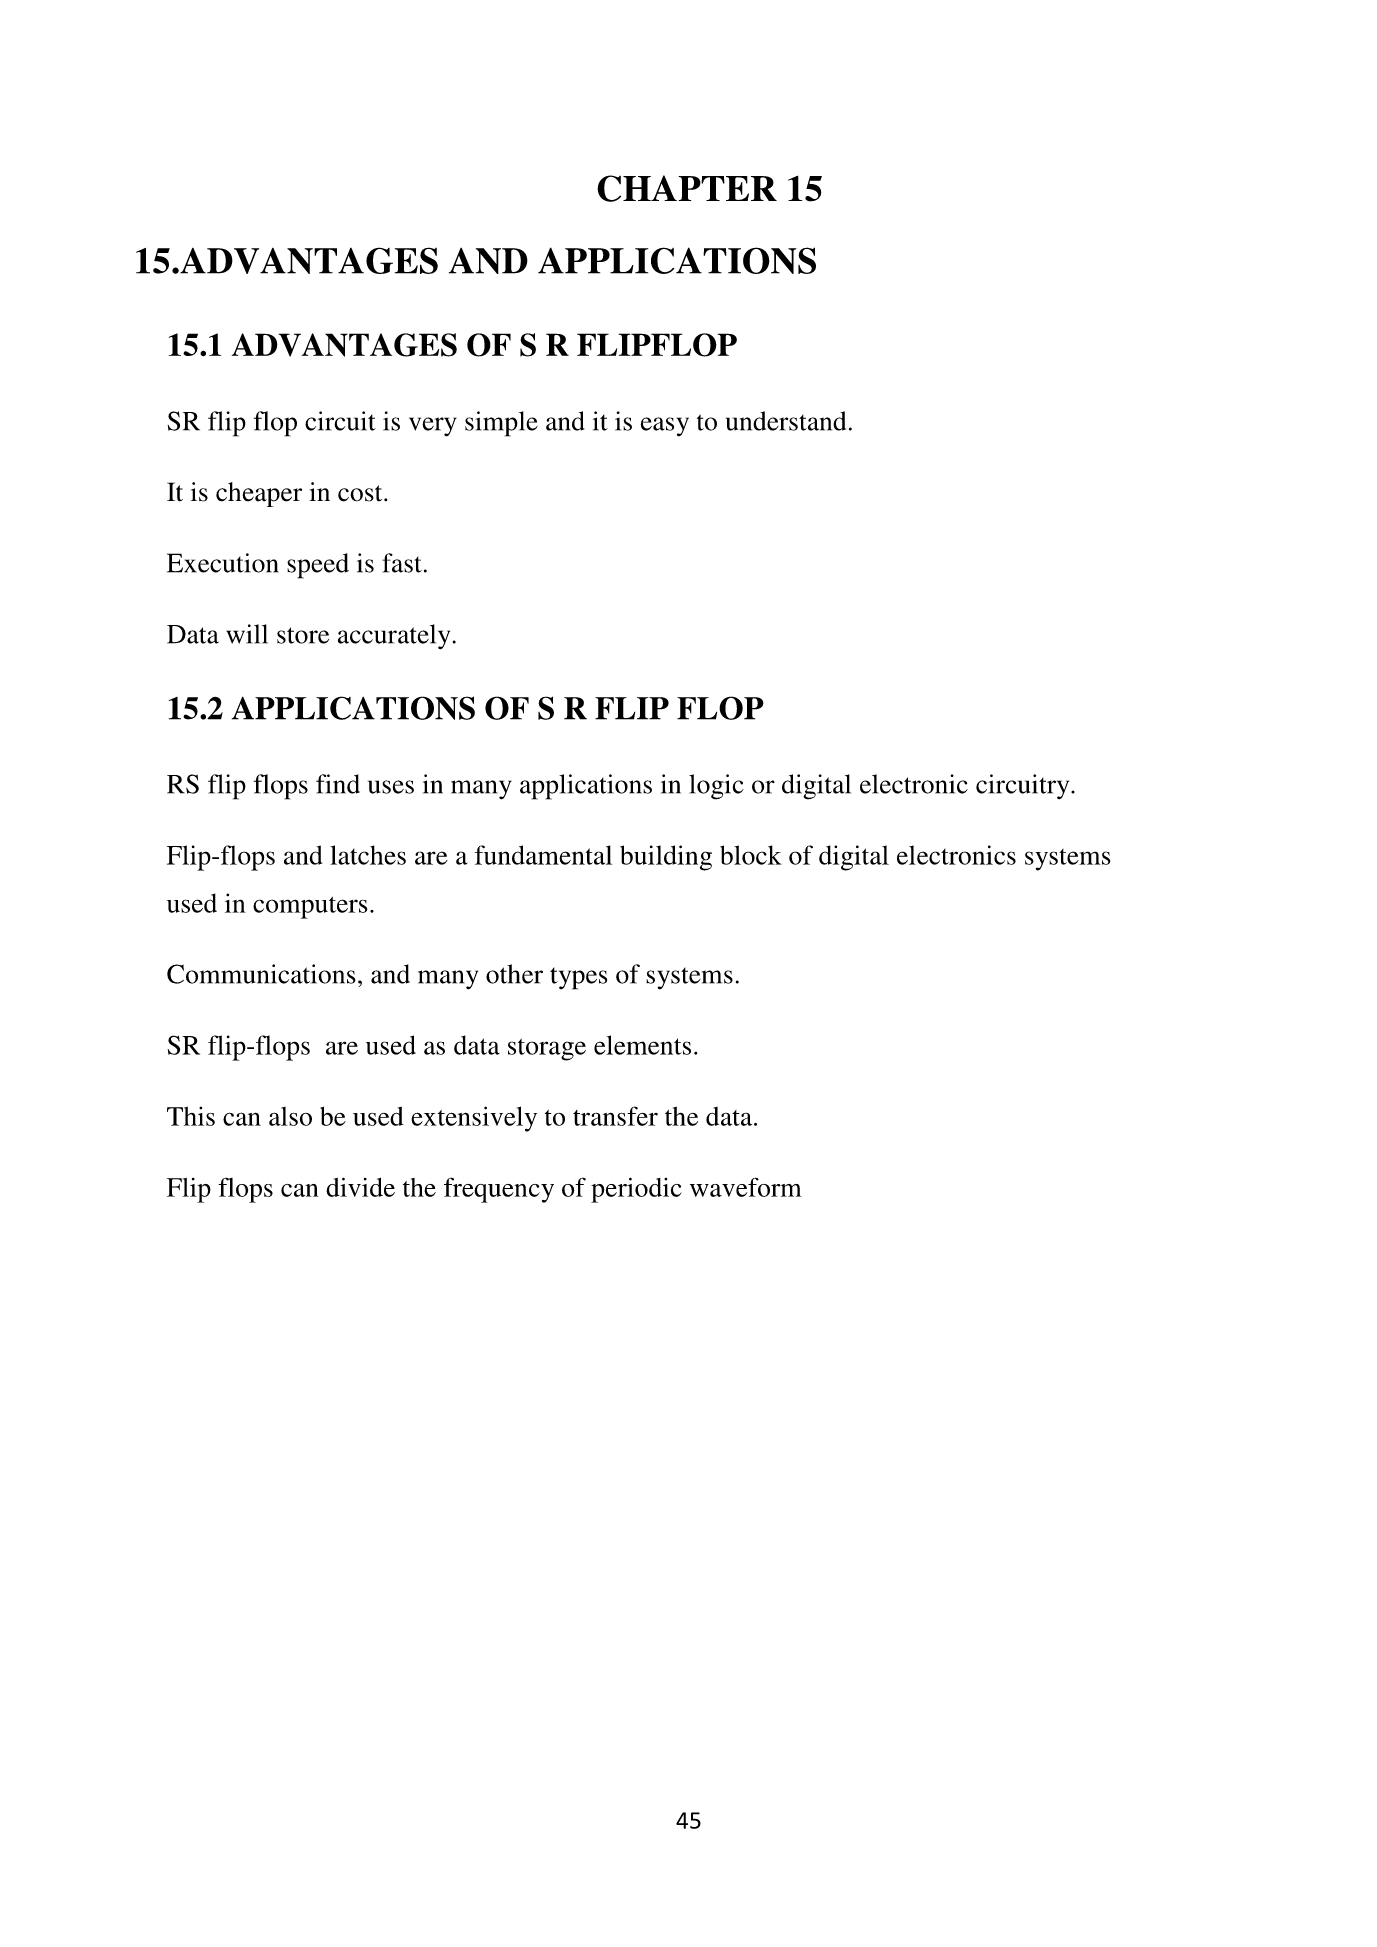 CHAPTER 15
15.ADVANTAGES AND APPLICATIONS
15.1 ADVANTAGES OF S R FLIPFLOP
SR flip flop circuit is very simple and it is easy to understand.
It is cheaper in cost.
Execution speed is fast.
Data will store accurately.
15.2 APPLICATIONS OF S R FLIP FLOP
RS flip flops find uses in many applications in logic or digital electronic circuitry.
Flip-flops and latches are a fundamental building block of digital electronics systems
used in computers.
Communications, and many other types of systems.
SR flip-flops  are used as data storage elements.
This can also be used extensively to transfer the data.
Flip flops can divide the frequency of periodic waveform
45